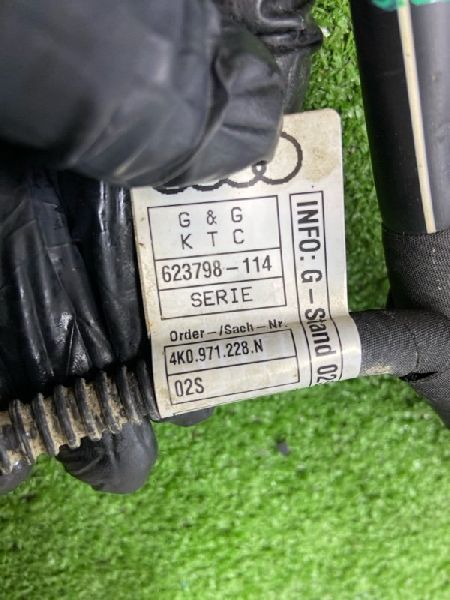 G & G
K T C
623798-114
SERIE
Order-/Sach-Nr.
4K0.971.228.N
02S
INFO: G-Stand 02